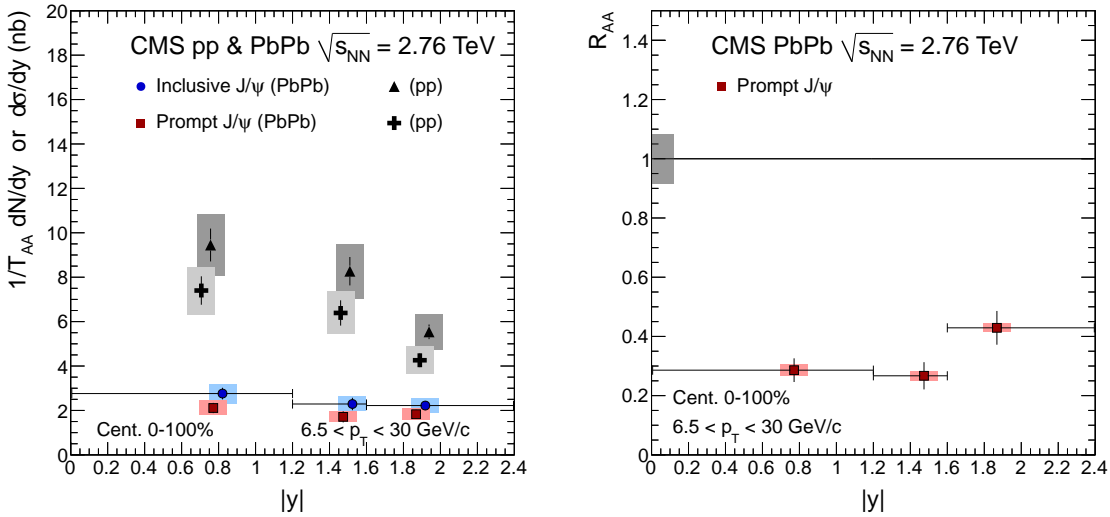 20
18
16
14
12
10
8
6
4
2
0
1/T_AA dN/dy or dσ/dy (nb)
CMS pp & PbPb √s_NN = 2.76 TeV
Inclusive J/ψ (PbPb)
(pp)
Prompt J/ψ (PbPb)
(pp)
Cent. 0-100%
6.5 < p_T < 30 GeV/c
0 0.2 0.4 0.6 0.8 1 1.2 1.4 1.6 1.8 2 2.2 2.4
|y|
R_AA
1.4
1.2
1
0.8
0.6
0.4
0.2
0
CMS PbPb √s_NN = 2.76 TeV
Prompt J/ψ
Cent. 0-100%
6.5 < p_T < 30 GeV/c
0 0.2 0.4 0.6 0.8 1 1.2 1.4 1.6 1.8 2 2.2 2.4
|y|